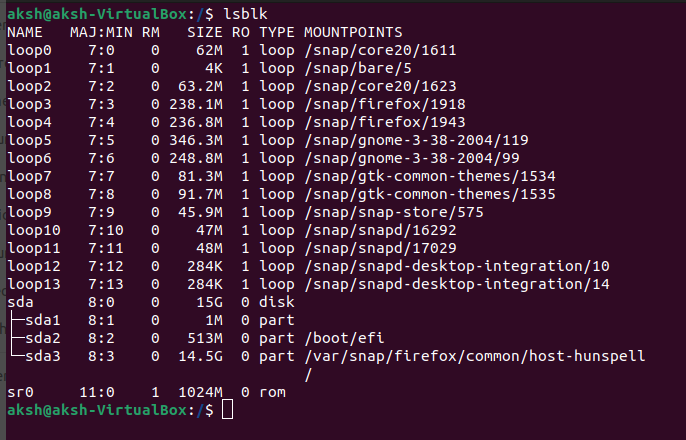 aksh@aksh-VirtualBox:/$ lsblk
NAME   MAJ:MIN RM   SIZE RO TYPE MOUNTPOINTS
loop0    7:0    0    62M  1 loop /snap/core20/1611
loop1    7:1    0     4K  1 loop /snap/bare/5
loop2    7:2    0  63.2M  1 loop /snap/core20/1623
loop3    7:3    0 238.1M  1 loop /snap/firefox/1918
loop4    7:4    0 236.8M  1 loop /snap/firefox/1943
loop5    7:5    0 346.3M  1 loop /snap/gnome-3-38-2004/119
loop6    7:6    0 248.8M  1 loop /snap/gnome-3-38-2004/99
loop7    7:7    0  81.3M  1 loop /snap/gtk-common-themes/1534
loop8    7:8    0  91.7M  1 loop /snap/gtk-common-themes/1535
loop9    7:9    0  45.9M  1 loop /snap/snap-store/575
loop10   7:10   0    47M  1 loop /snap/snapd/16292
loop11   7:11   0    48M  1 loop /snap/snapd/17029
loop12   7:12   0   284K  1 loop /snap/snapd-desktop-integration/10
loop13   7:13   0   284K  1 loop /snap/snapd-desktop-integration/14
sda      8:0    0    15G  0 disk
├─sda1   8:1    0     1M  0 part
├─sda2   8:2    0   513M  0 part /boot/efi
└─sda3   8:3    0  14.5G  0 part /var/snap/firefox/common/host-hunspell
                                 /
sr0     11:0    1  1024M  0 rom
aksh@aksh-VirtualBox:/$